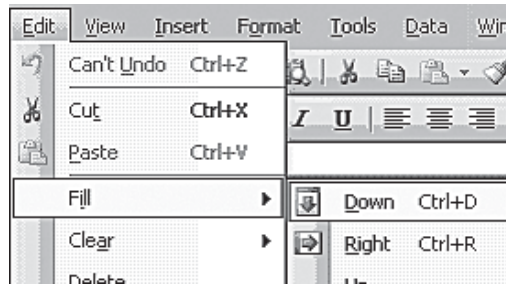 Edit View Insert Format Tools Data
Can't Undo Ctrl+Z
Cut Ctrl+X
I U
Paste Ctrl+V
Fill
Down Ctrl+D
Clear
Right Ctrl+R
Delete